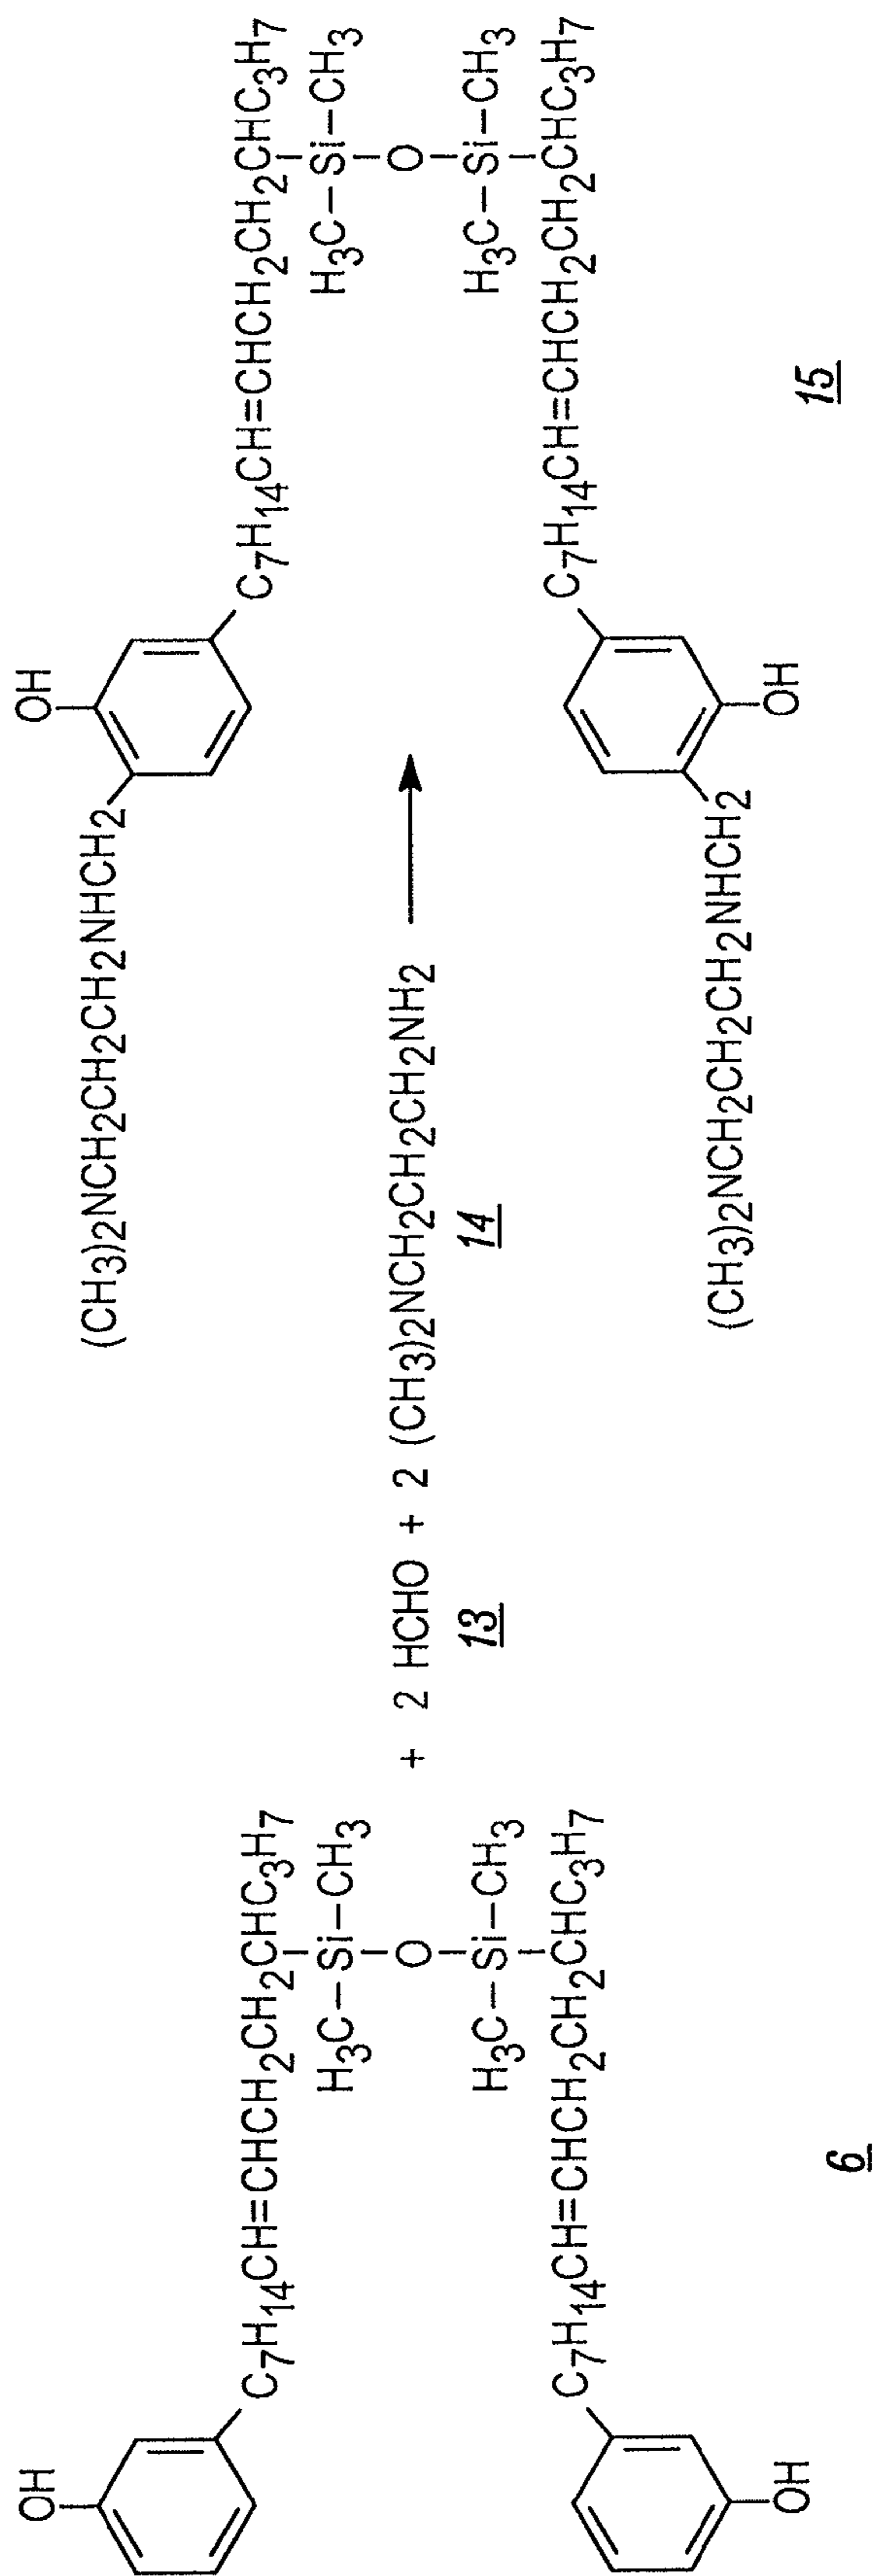 OH
C7H14CH=CHCH2CH2CHC3H7
H3C—Si—CH3
O
H3C—Si—CH3
C7H14CH=CHCH2CH2CHC3H7
OH
6
+ 2 HCHO + 2 (CH3)2NCH2CH2CH2NH2
13
14
(CH3)2NCH2CH2CH2NHCH2
OH
C7H14CH=CHCH2CH2CHC3H7
H3C—Si—CH3
O
H3C—Si—CH3
C7H14CH=CHCH2CH2CHC3H7
OH
(CH3)2NCH2CH2CH2NHCH2
15